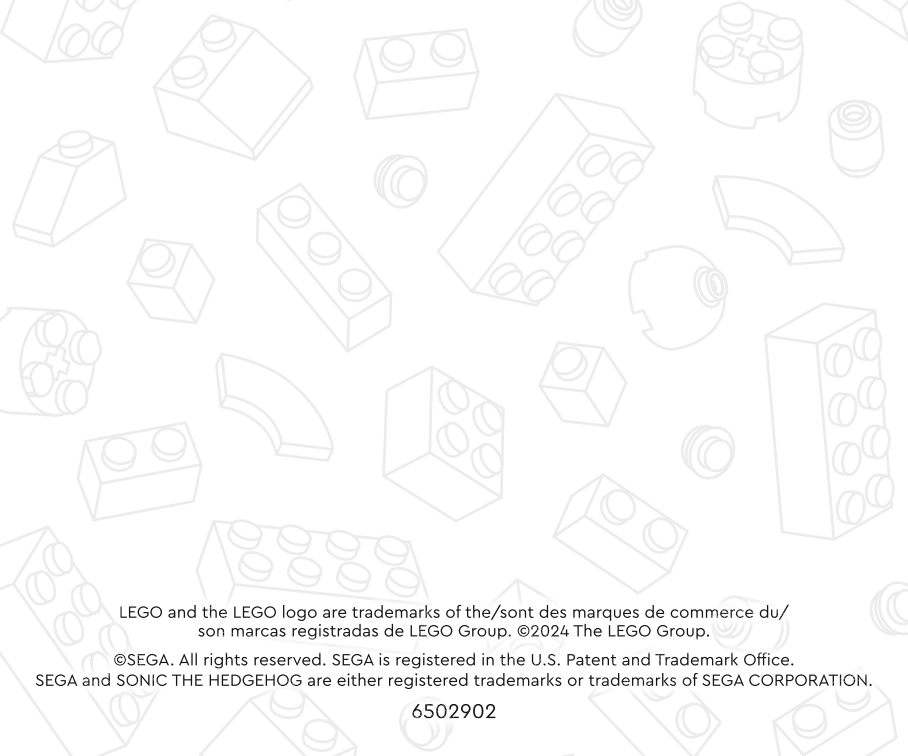 LEGO and the LEGO logo are trademarks of the/sont des marques de commerce du/
son marcas registradas de LEGO Group. ©2024 The LEGO Group.
©SEGA. All rights reserved. SEGA is registered in the U.S. Patent and Trademark Office.
SEGA and SONIC THE HEDGEHOG are either registered trademarks or trademarks of SEGA CORPORATION.
6502902